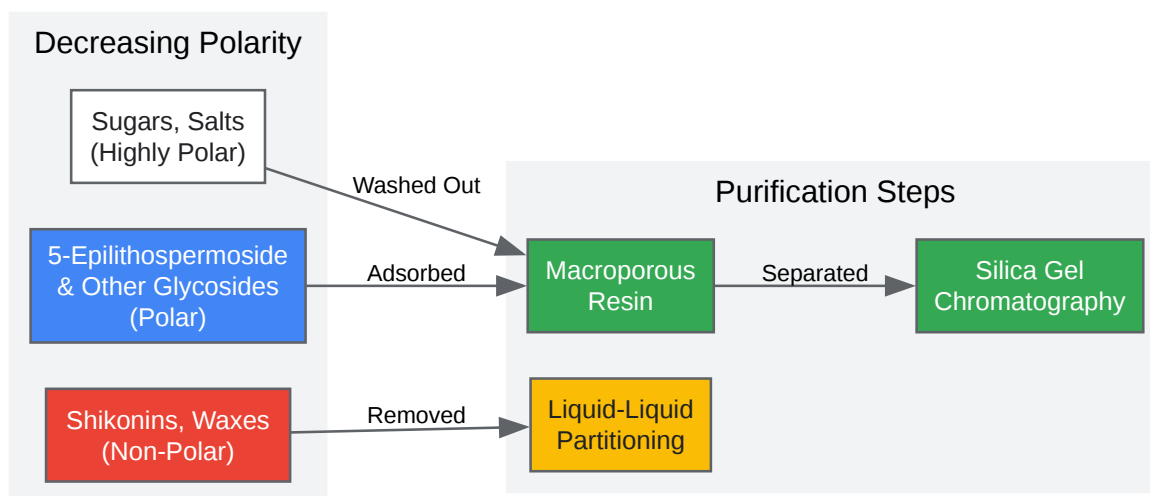 Decreasing Polarity
Sugars, Salts
(Highly Polar)
Washed Out
Purification Steps
5-Epilithospermoside
& Other Glycosides
(Polar)
Adsorbed
Macroporous
Resin
Separated
Silica Gel
Chromatography
Shikonins, Waxes
(Non-Polar)
Removed
Liquid-Liquid
Partitioning